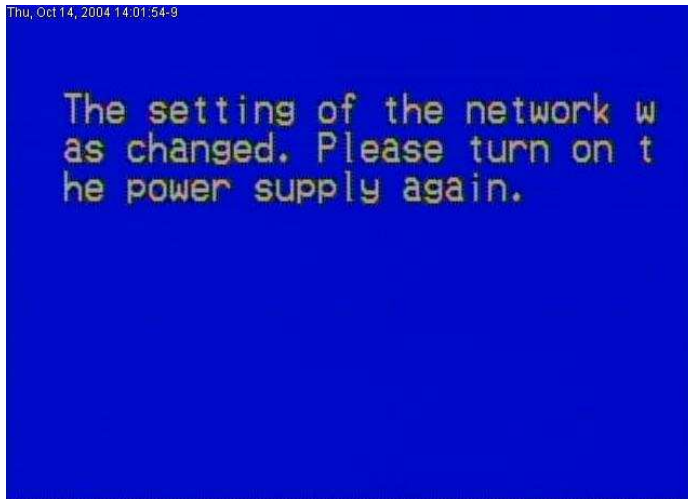 Thu, Oct 14, 2004 14:01:54-9
The setting of the network w
as changed. Please turn on t
he power supply again.